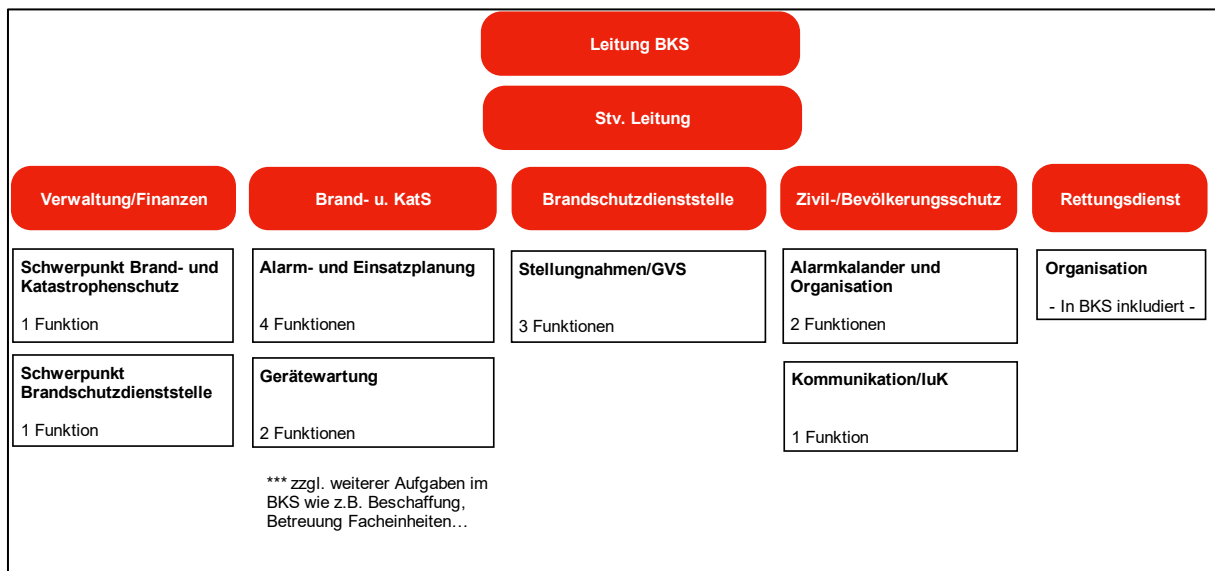 Leitung BKS
Stv. Leitung
Verwaltung/Finanzen
Brand- u. KatS
Brandschutzdienststelle
Zivil-/Bevölkerungsschutz
Rettungsdienst
Schwerpunkt Brand- und
Katastrophenschutz
1 Funktion
Schwerpunkt
Brandschutzdienststelle
1 Funktion
Alarm- und Einsatzplanung
4 Funktionen
Gerätewartung
2 Funktionen
*** zzgl. weiterer Aufgaben im
BKS wie z.B. Beschaffung,
Betreuung Facheinheiten…
Stellungnahmen/GVS
3 Funktionen
Alarmkalander und
Organisation
2 Funktionen
Kommunikation/IuK
1 Funktion
Organisation
- In BKS inkludiert -